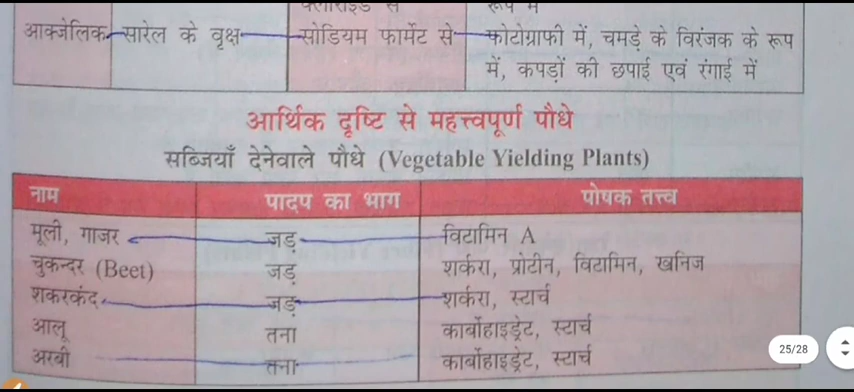 क्लोराइड से रूप में
आक्जेलिक सारेल के वृक्ष सोडियम फार्मेट से फोटोग्राफी में, चमड़े के विरंजक के रूप
में, कपड़ों की छपाई एवं रंगाई में
आर्थिक दृष्टि से महत्त्वपूर्ण पौधे
सब्जियाँ देनेवाले पौधे (Vegetable Yielding Plants)
नाम पादप का भाग पोषक तत्त्व
मूली, गाजर जड़ विटामिन A
चुकन्दर (Beet) जड़ शर्करा, प्रोटीन, विटामिन, खनिज
शकरकंद जड़ शर्करा, स्टार्च
आलू तना कार्बोहाइड्रेट, स्टार्च
अरबी तना कार्बोहाइड्रेट, स्टार्च
25/28